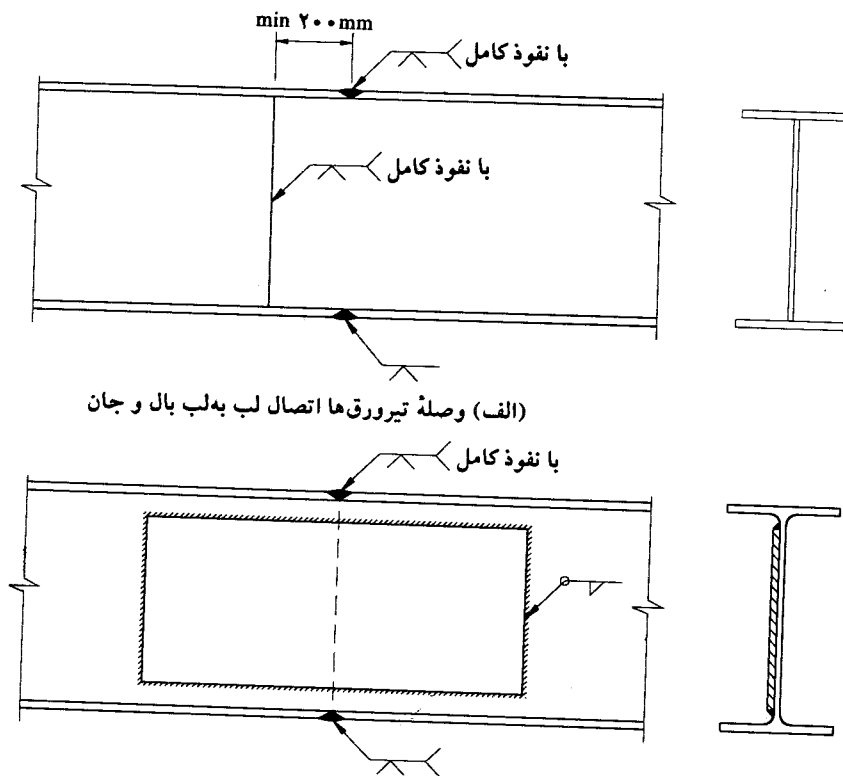 min ۲۰۰mm
با نفوذ کامل
با نفوذ کامل
(الف) وصلۀ تیرورق‌ها اتصال لب به‌لب بال و جان
با نفوذ کامل